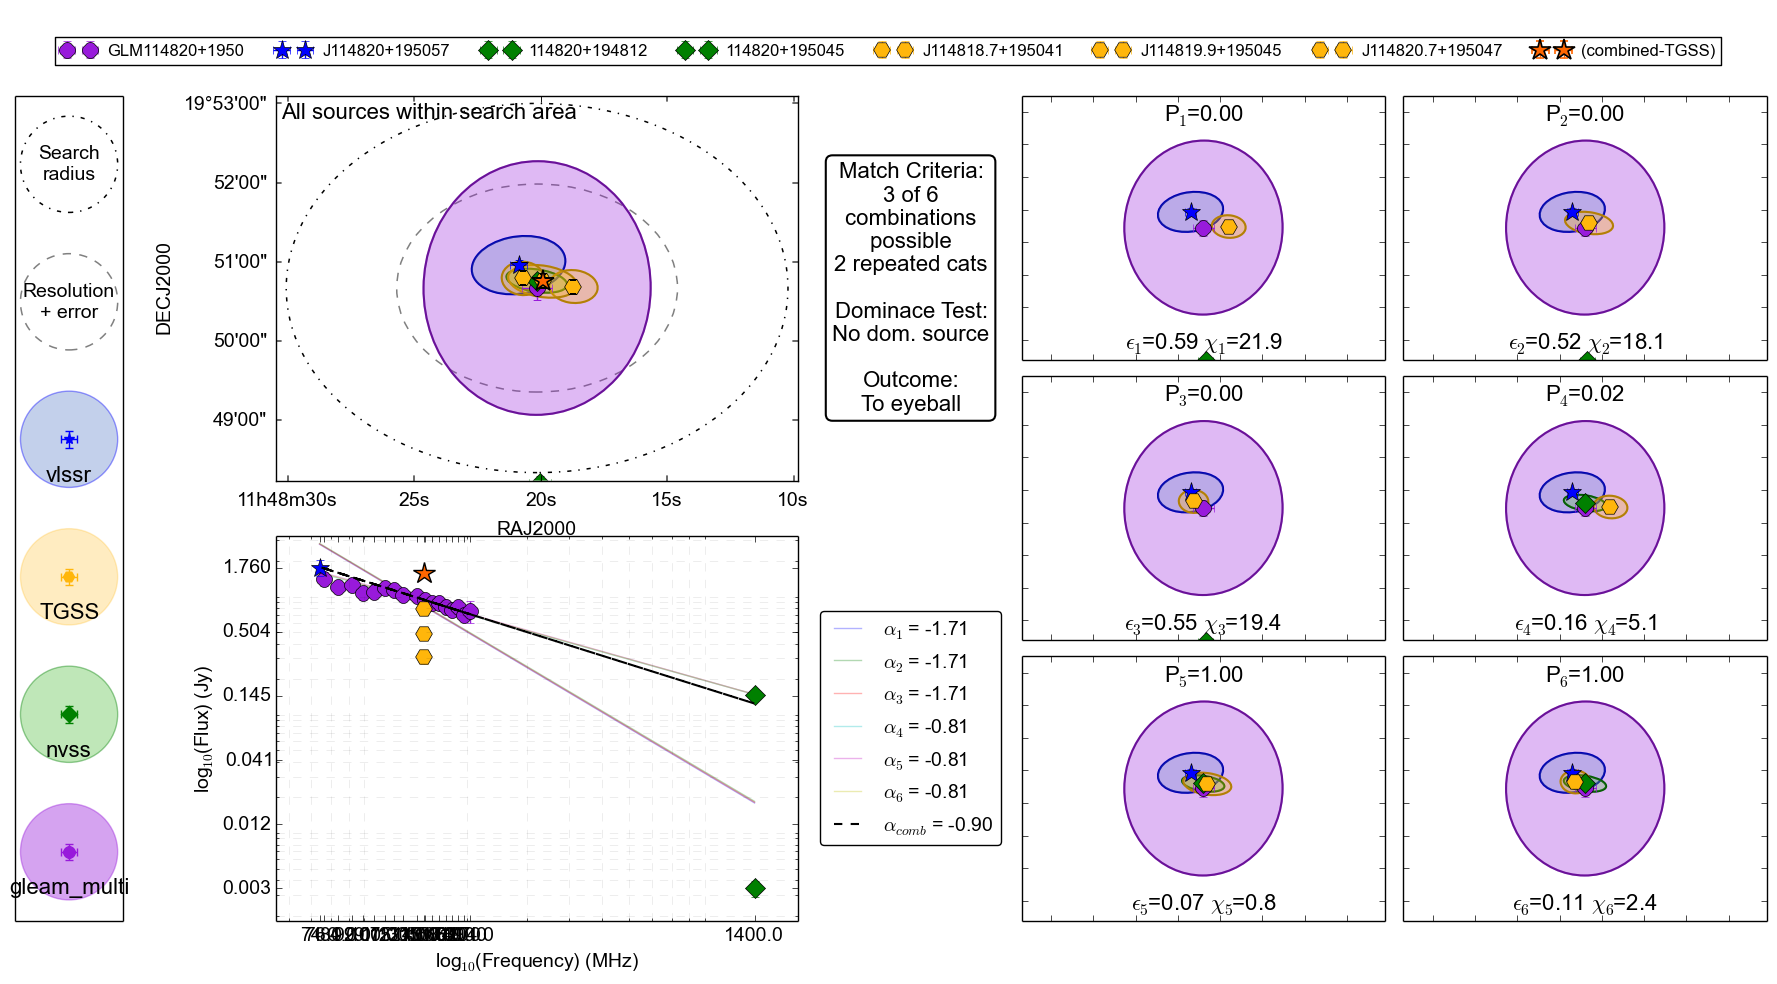 GLM114820+1950 J114820+195057 114820+194812 114820+195045 J114818.7+195041 J114819.9+195045 J114820.7+195047 (combined-TGSS)
Search
radius
Resolution
+ error
vlssr
TGSS
nvss
gleam_multi
All sources within search area
DECJ2000
19°53'00"
52'00"
51'00"
50'00"
49'00"
11h48m30s 25s 20s 15s 10s
RAJ2000
Match Criteria:
3 of 6
combinations
possible
2 repeated cats
Dominace Test:
No dom. source
Outcome:
To eyeball
log10(Flux) (Jy)
1.760
0.504
0.145
0.041
0.012
0.003
1400.0
log10(Frequency) (MHz)
α1 = -1.71
α2 = -1.71
α3 = -1.71
α4 = -0.81
α5 = -0.81
α6 = -0.81
αcomb = -0.90
P1=0.00
ϵ1=0.59 χ1=21.9
P2=0.00
ϵ2=0.52 χ2=18.1
P3=0.00
ϵ3=0.55 χ3=19.4
P4=0.02
ϵ4=0.16 χ4=5.1
P5=1.00
ϵ5=0.07 χ5=0.8
P6=1.00
ϵ6=0.11 χ6=2.4